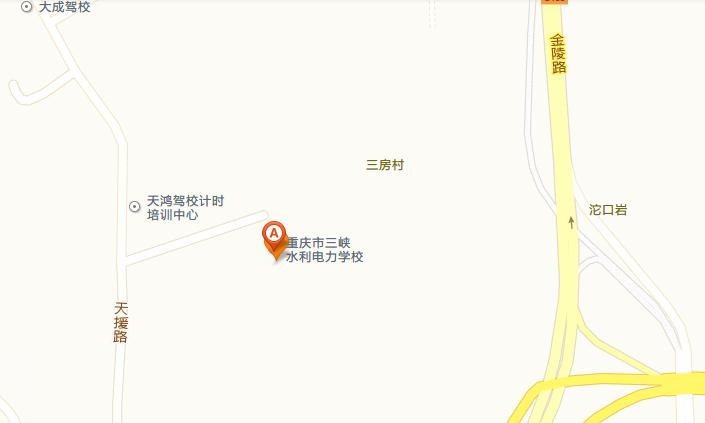 大成驾校
金陵路
三房村
天鸿驾校计时
培训中心
沱口岩
A
重庆市三峡
水利电力学校
天援路